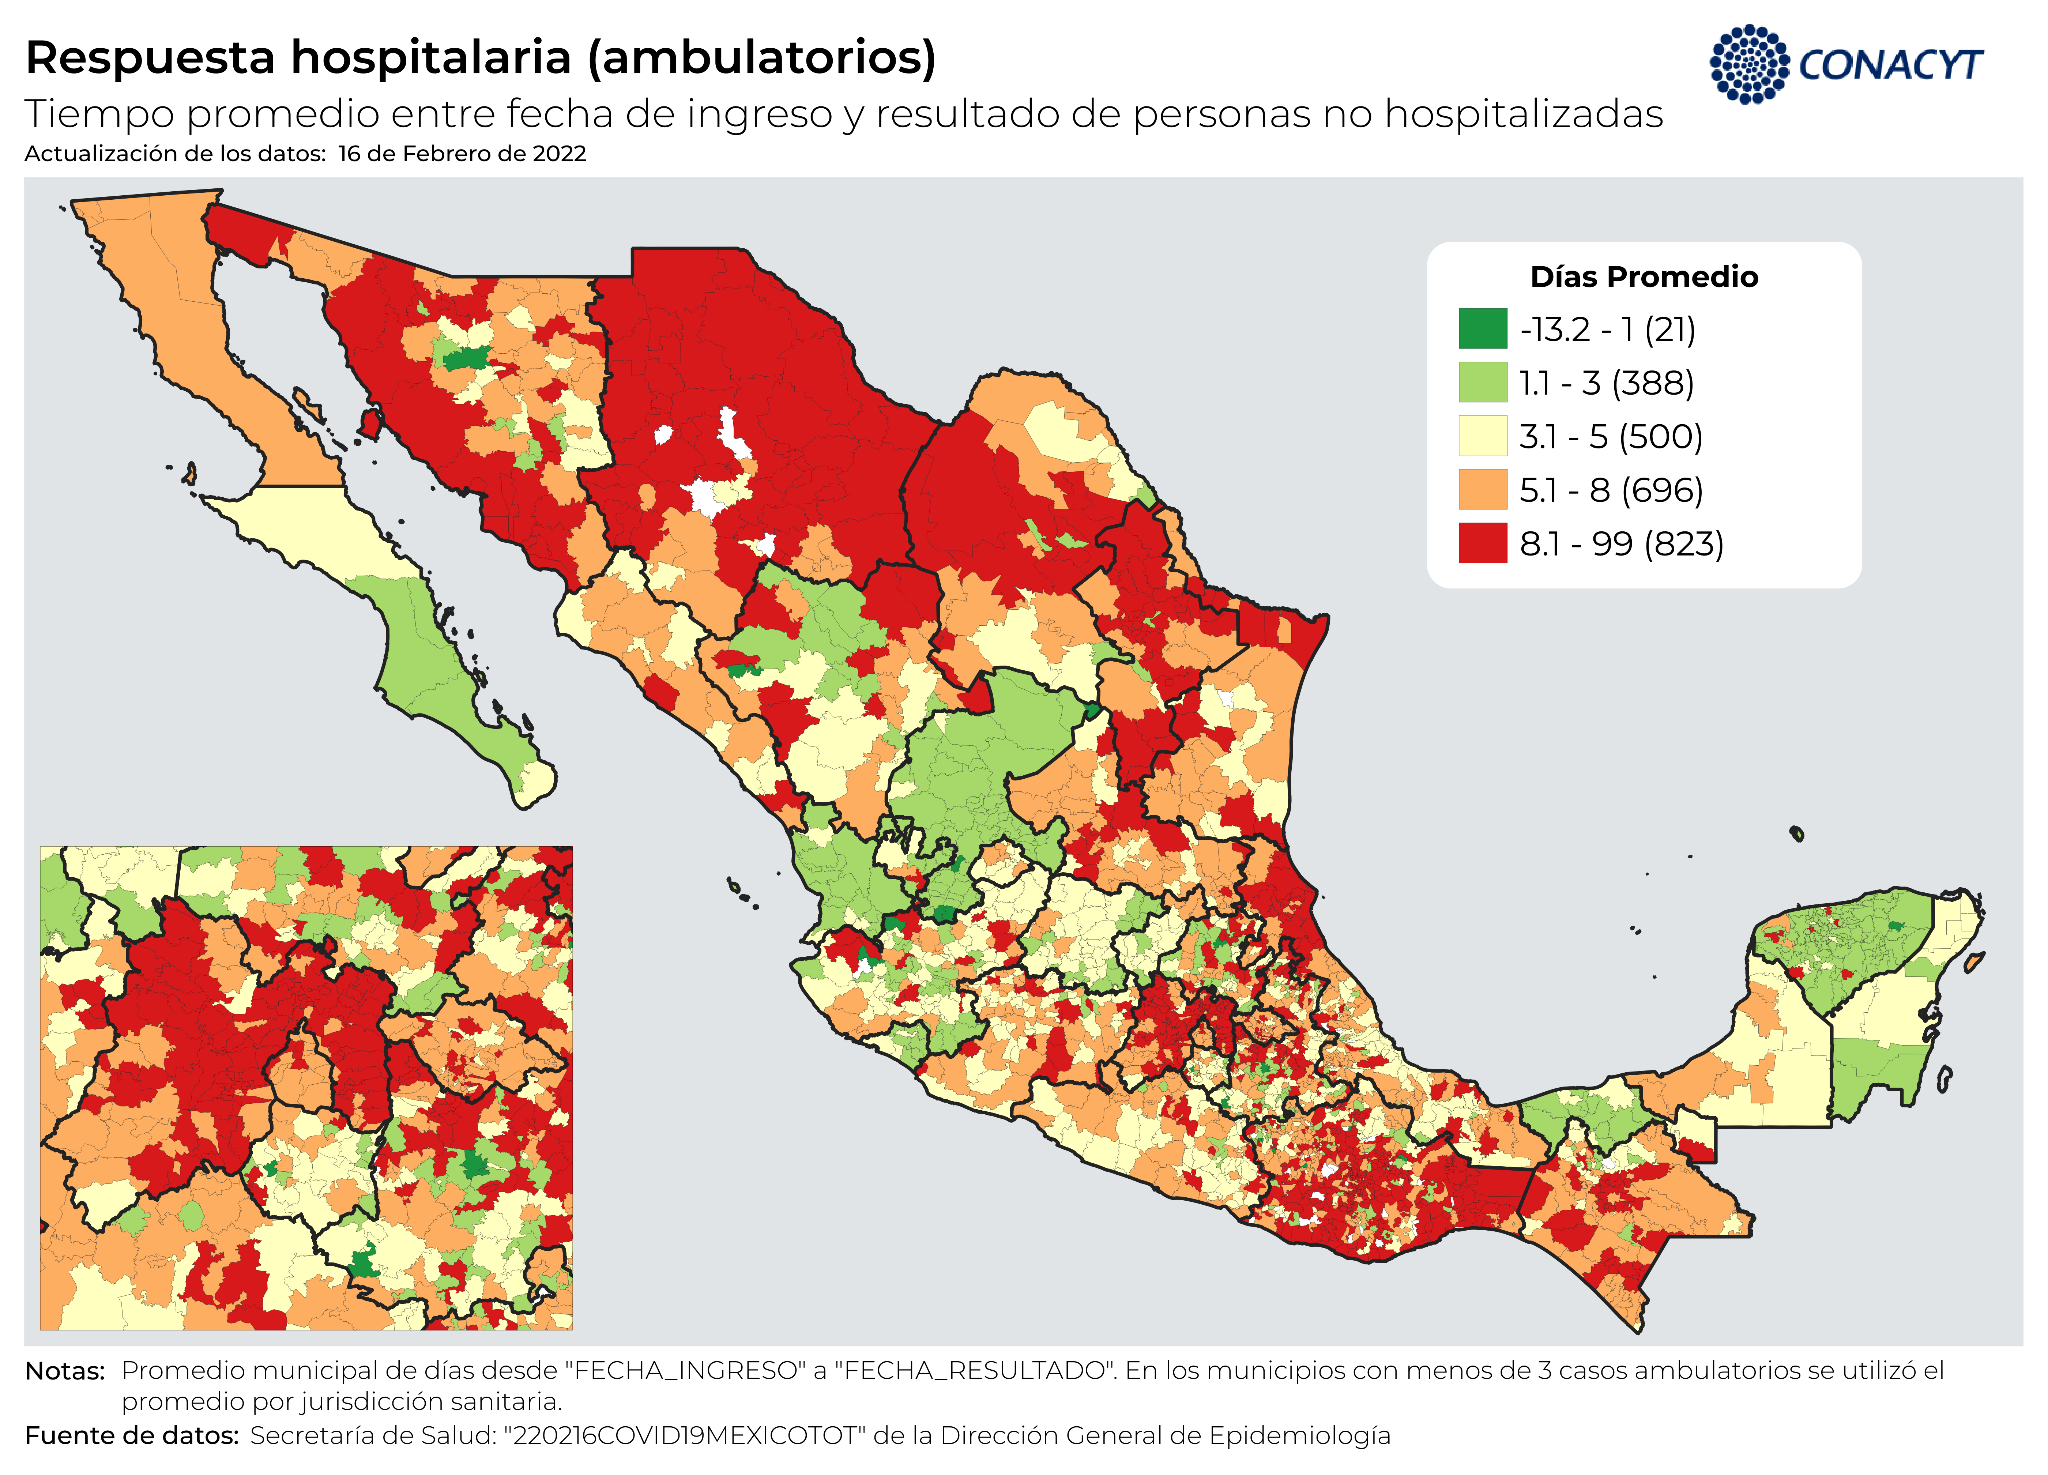 Respuesta hospitalaria (ambulatorios)
CONACYT
Tiempo promedio entre fecha de ingreso y resultado de personas no hospitalizadas
Actualización de los datos: 16 de Febrero de 2022
Días Promedio
-13.2 - 1 (21)
1.1 - 3 (388)
3.1 - 5 (500)
5.1 - 8 (696)
8.1 - 99 (823)
Notas: Promedio municipal de días desde "FECHA_INGRESO" a "FECHA_RESULTADO". En los municipios con menos de 3 casos ambulatorios se utilizó el
promedio por jurisdicción sanitaria.
Fuente de datos: Secretaría de Salud: "220216COVID19MEXICOTOT" de la Dirección General de Epidemiología